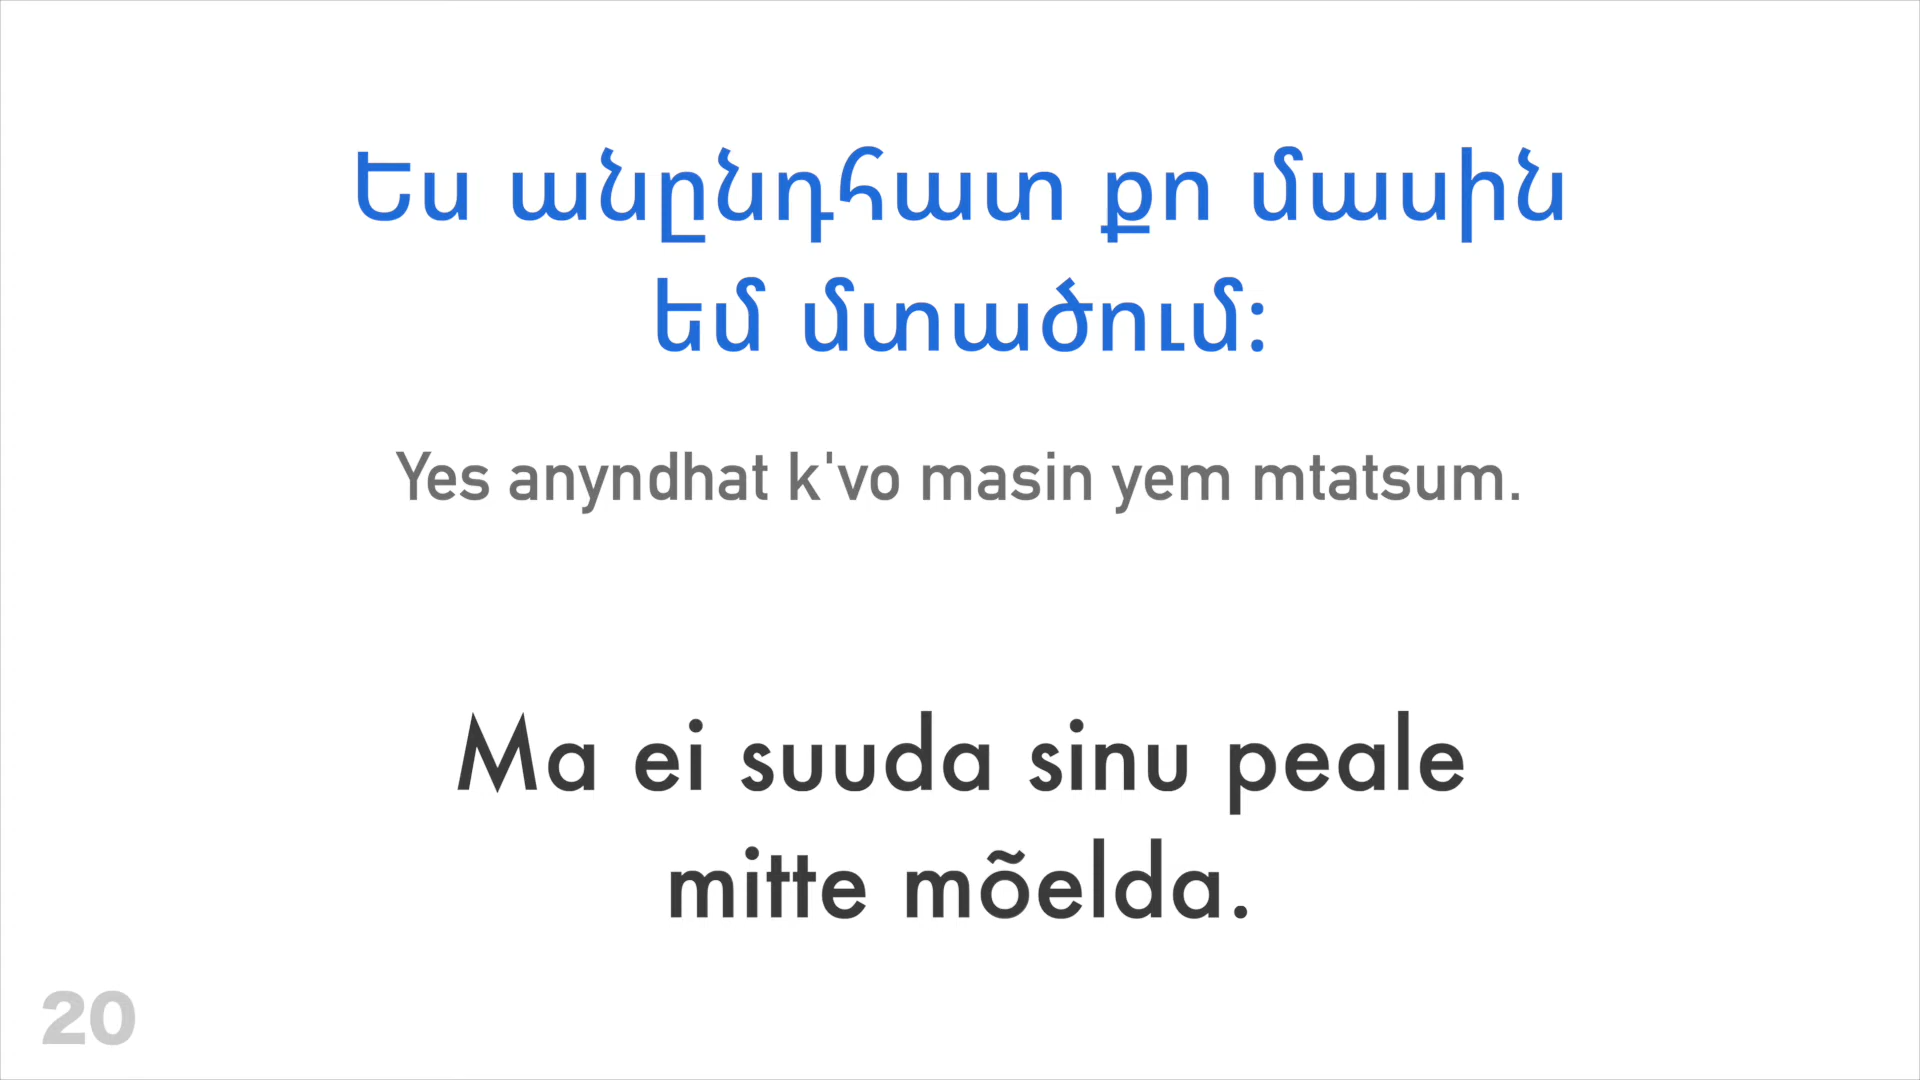 Ես անընդհատ քո մասին
եմ մտածում:
Yes anyndhat k'vo masin yem mtatsum.
Ma ei suuda sinu peale
mitte mõelda.
20